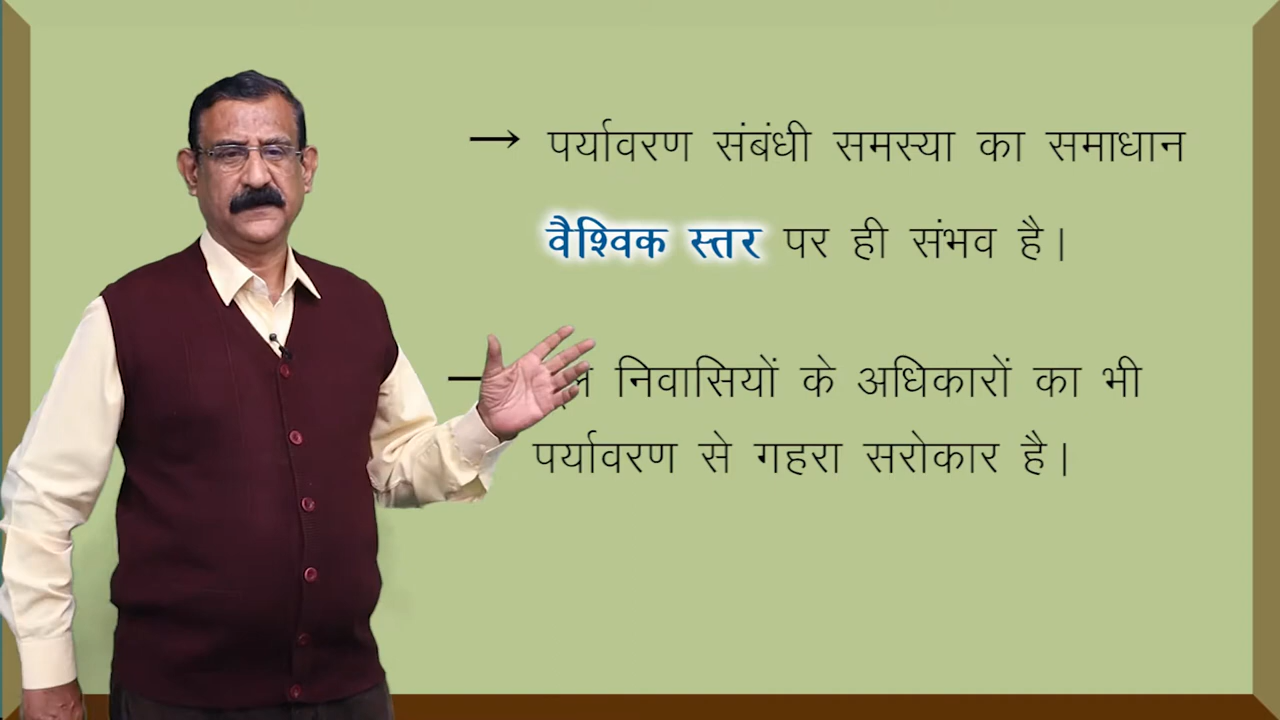 → पर्यावरण संबंधी समस्या का समाधान
वैश्विक स्तर पर ही संभव है।
निवासियों के अधिकारों का भी
पर्यावरण से गहरा सरोकार है।